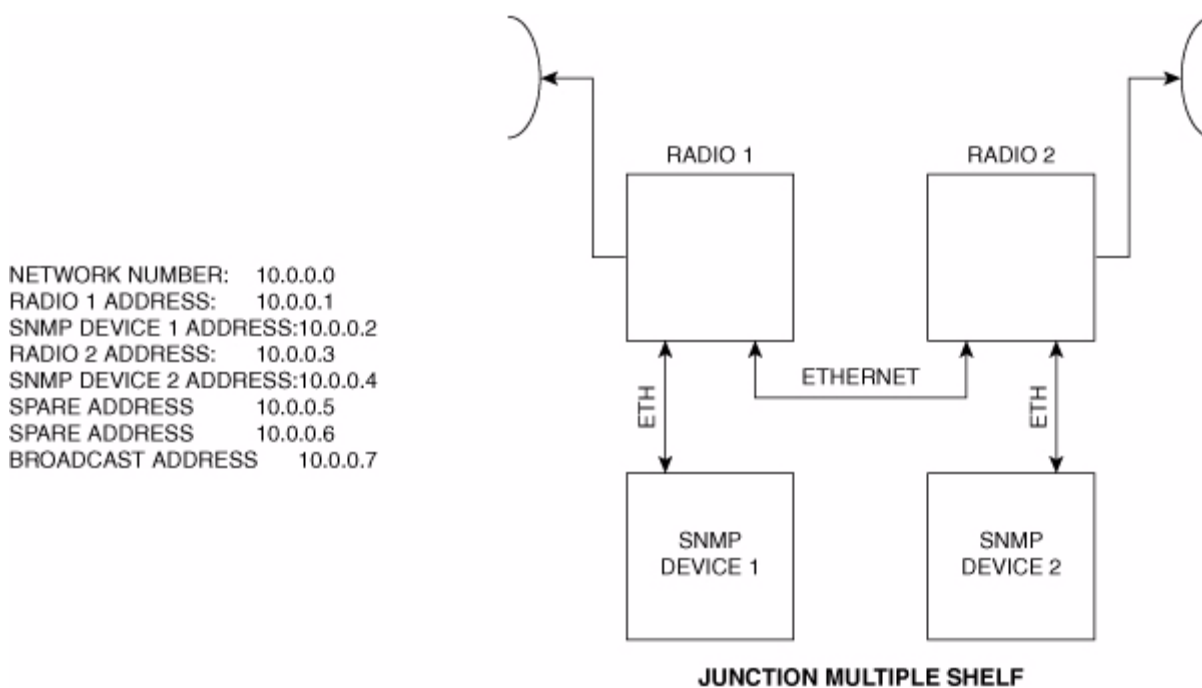 RADIO 1
RADIO 2
NETWORK NUMBER: 10.0.0.0
RADIO 1 ADDRESS: 10.0.0.1
SNMP DEVICE 1 ADDRESS:10.0.0.2
RADIO 2 ADDRESS: 10.0.0.3
SNMP DEVICE 2 ADDRESS:10.0.0.4
SPARE ADDRESS 10.0.0.5
SPARE ADDRESS 10.0.0.6
BROADCAST ADDRESS 10.0.0.7
ETHERNET
ETH
ETH
SNMP
DEVICE 1
SNMP
DEVICE 2
JUNCTION MULTIPLE SHELF